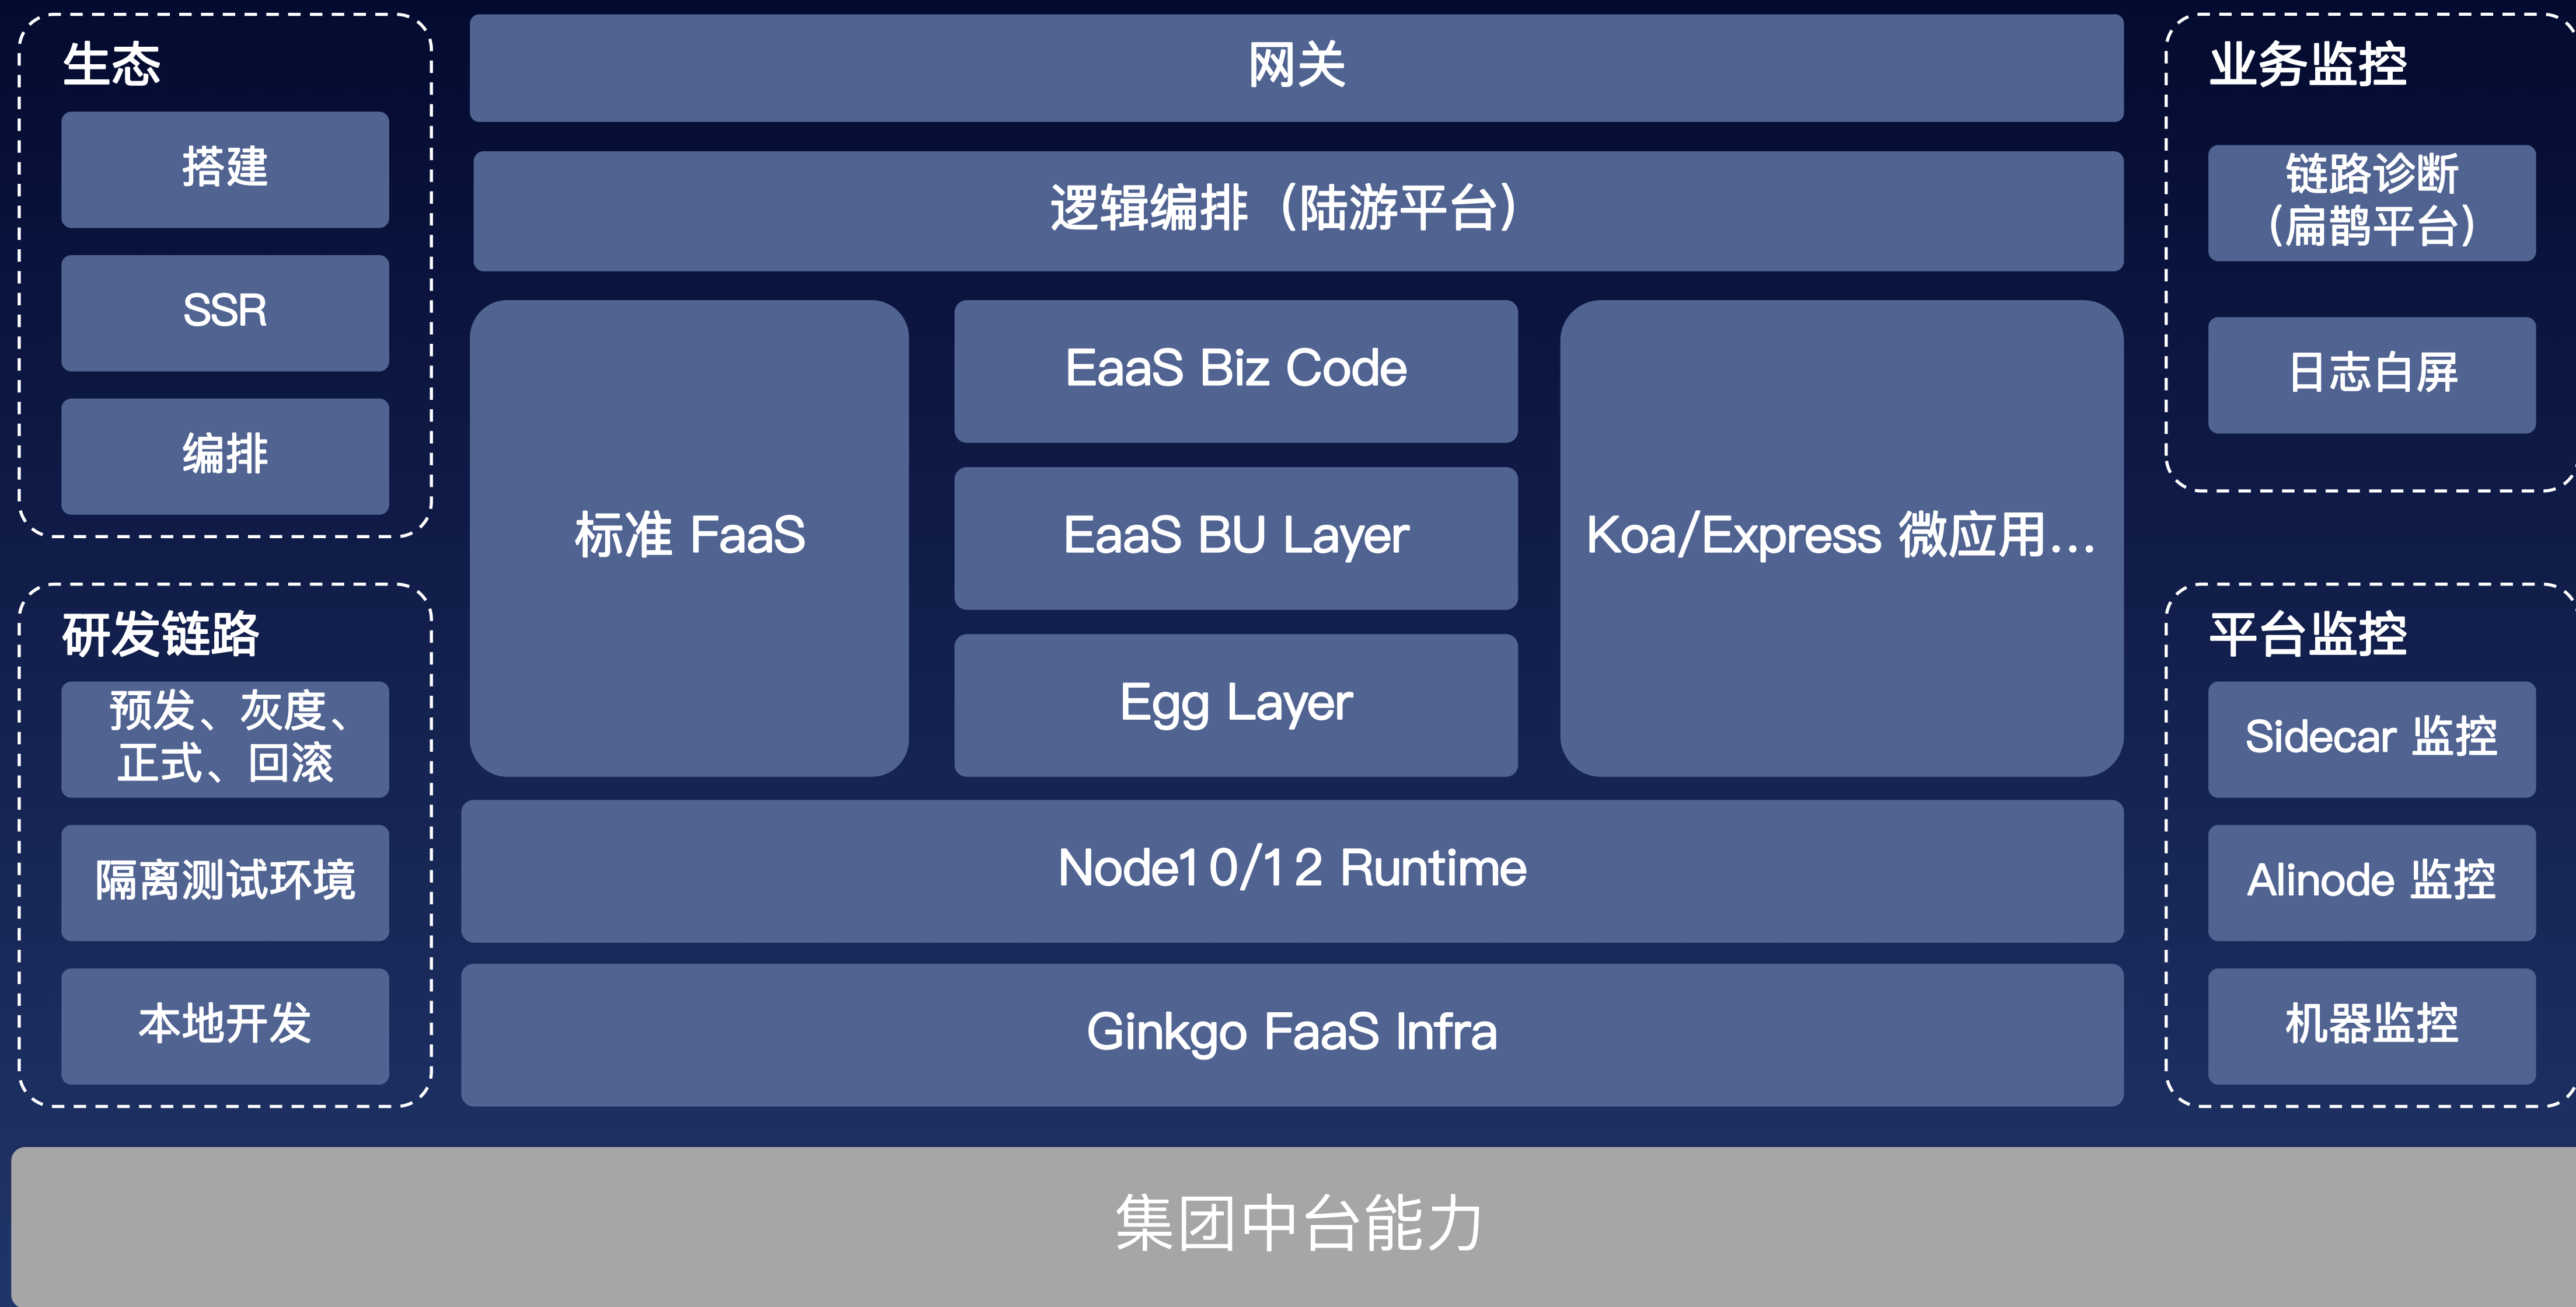 生态
搭建
SSR
编排
研发链路
预发、灰度、
正式、回滚
隔离测试环境
本地开发
网关
逻辑编排（陆游平台）
标准 FaaS
EaaS Biz Code
EaaS BU Layer
Egg Layer
Koa/Express 微应用...
Node10/12 Runtime
Ginkgo FaaS Infra
业务监控
链路诊断
（扁鹊平台）
日志白屏
平台监控
Sidecar 监控
Alinode 监控
机器监控
集团中台能力